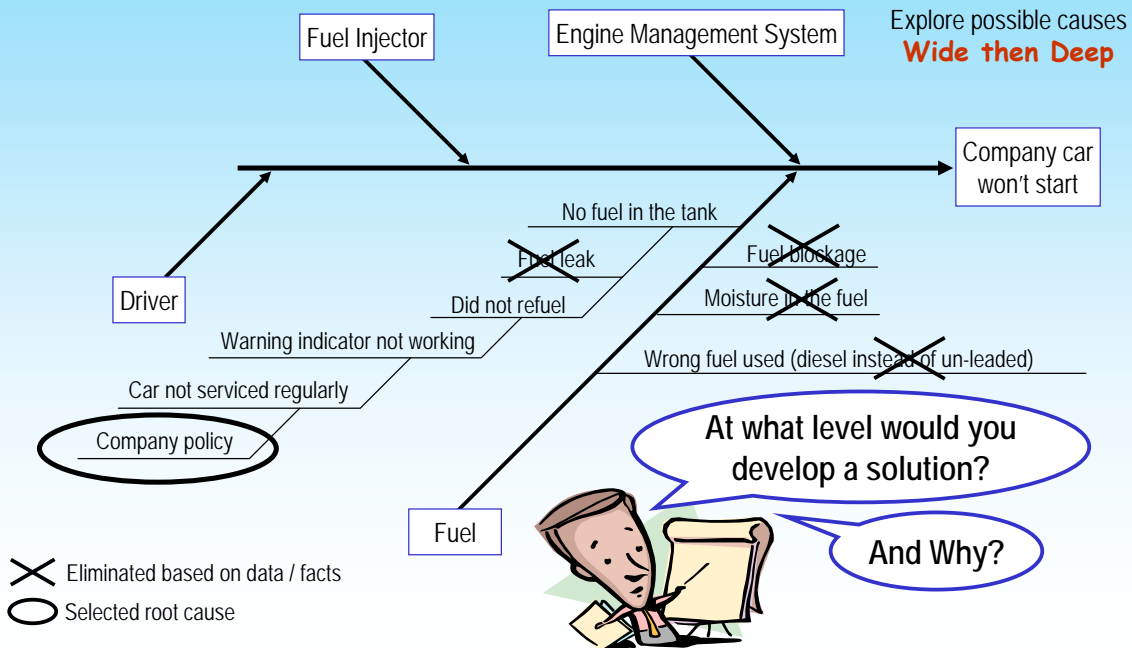 Explore possible causes
Wide then Deep
Fuel Injector
Engine Management System
Company car
won't start
No fuel in the tank
Fuel leak
Fuel blockage
Driver
Did not refuel
Moisture in the fuel
Warning indicator not working
Wrong fuel used (diesel instead of un-leaded)
Car not serviced regularly
Company policy
At what level would you
develop a solution?
Fuel
And Why?
Eliminated based on data / facts
Selected root cause